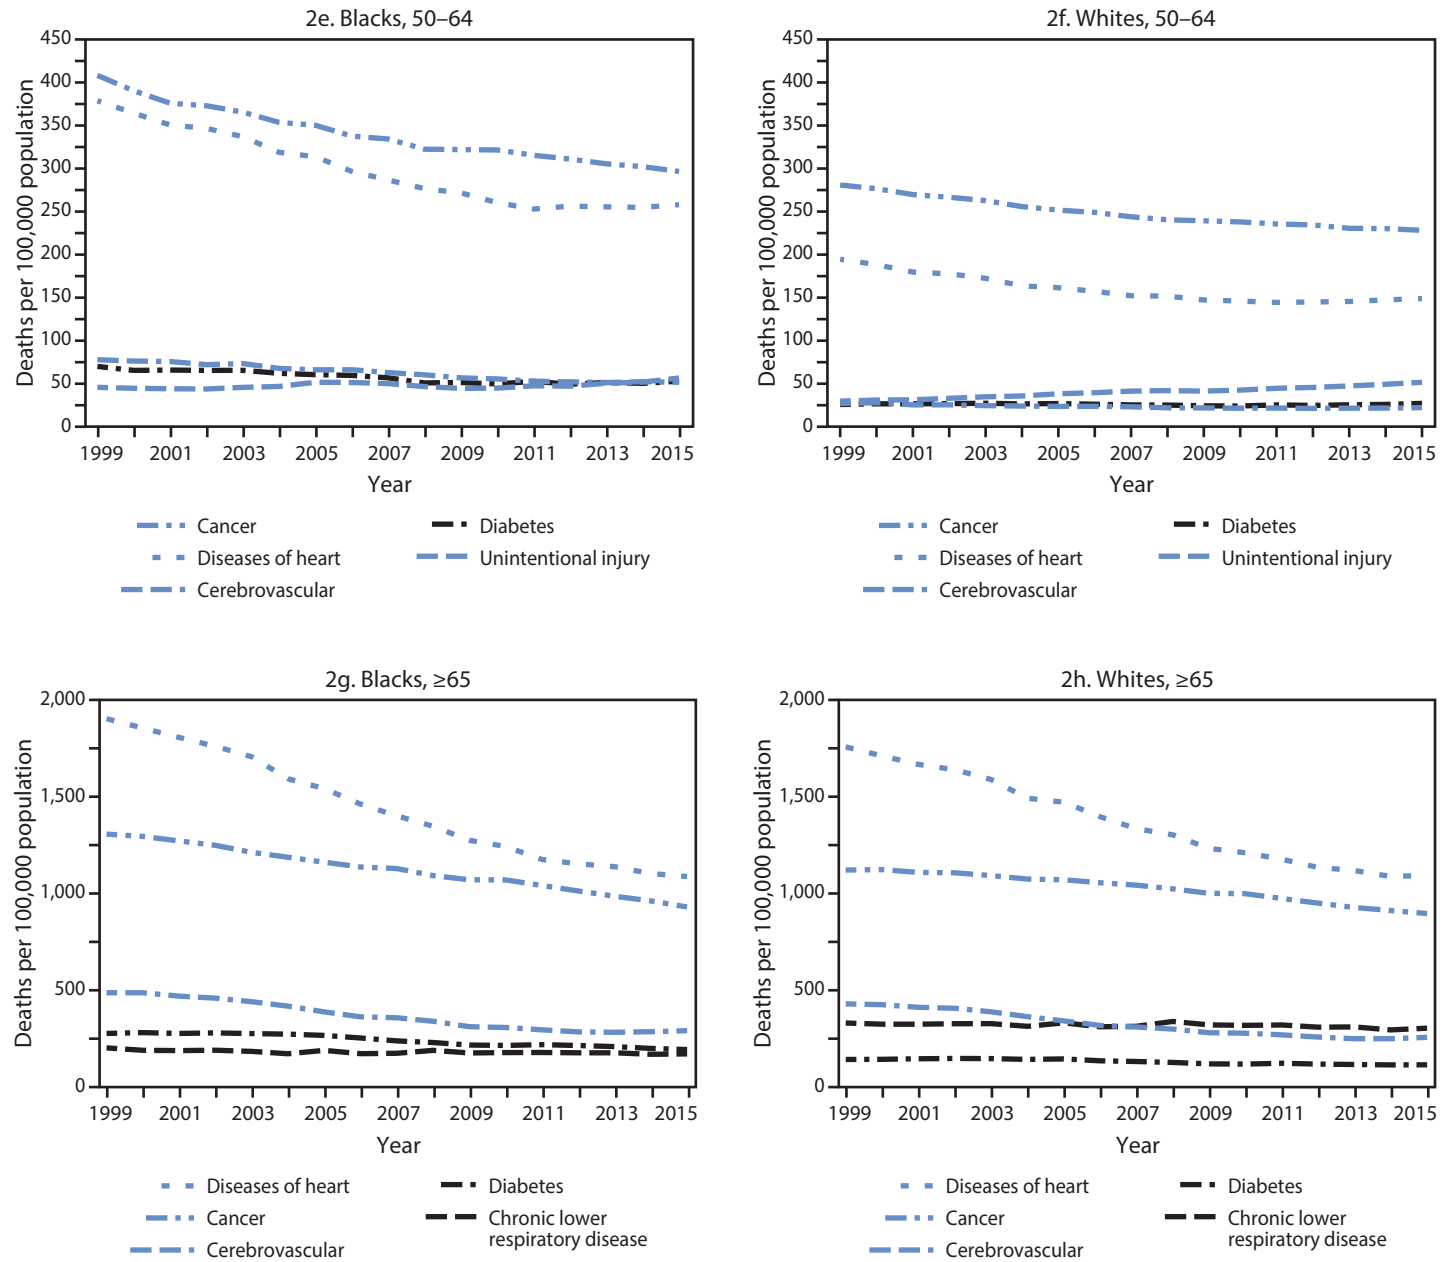 2e. Blacks, 50–64
Deaths per 100,000 population
450
400
350
300
250
200
150
100
50
0
1999 2001 2003 2005 2007 2009 2011 2013 2015
Year
Cancer
Diseases of heart
Cerebrovascular
Diabetes
Unintentional injury
2f. Whites, 50–64
Deaths per 100,000 population
450
400
350
300
250
200
150
100
50
0
1999 2001 2003 2005 2007 2009 2011 2013 2015
Year
Cancer
Diseases of heart
Cerebrovascular
Diabetes
Unintentional injury
2g. Blacks, ≥65
Deaths per 100,000 population
2,000
1,500
1,000
500
0
1999 2001 2003 2005 2007 2009 2011 2013 2015
Year
Diseases of heart
Cancer
Cerebrovascular
Diabetes
Chronic lower
respiratory disease
2h. Whites, ≥65
Deaths per 100,000 population
2,000
1,500
1,000
500
0
1999 2001 2003 2005 2007 2009 2011 2013 2015
Year
Diseases of heart
Cancer
Cerebrovascular
Diabetes
Chronic lower
respiratory disease